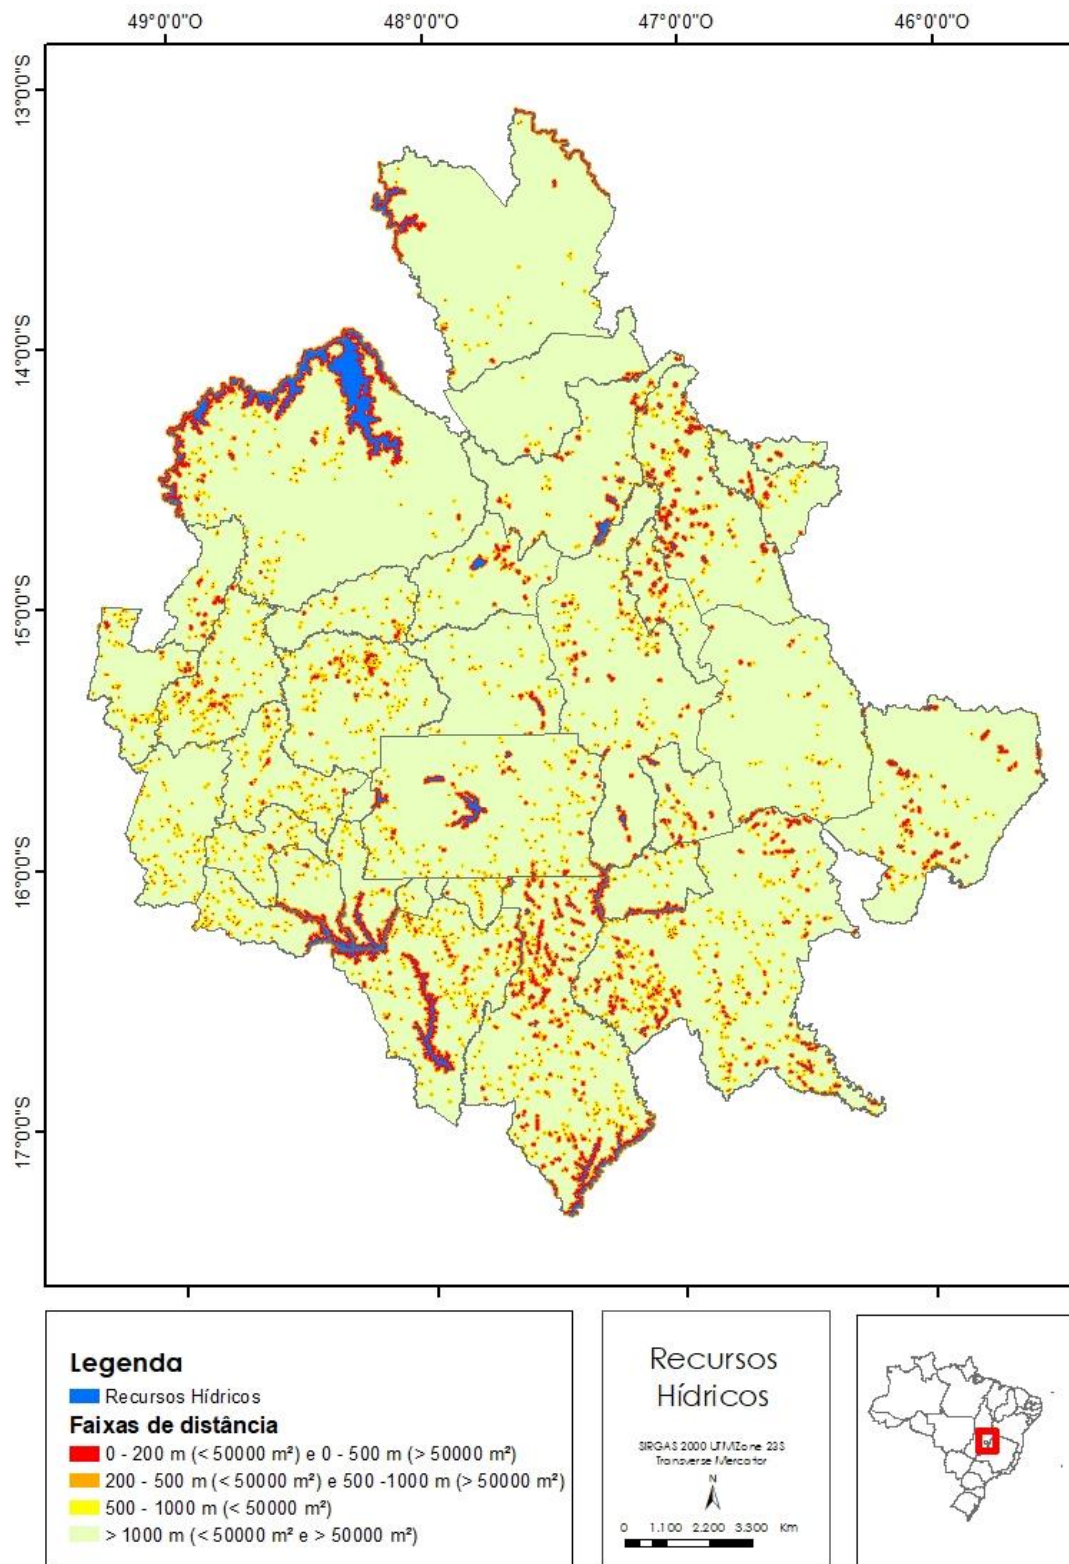 49°0'0"O 48°0'0"O 47°0'0"O 46°0'0"O
13°0'0"S
14°0'0"S
15°0'0"S
16°0'0"S
17°0'0"S
Legenda
Recursos Hídricos
Faixas de distância
0 - 200 m (< 50000 m²) e 0 - 500 m (> 50000 m²)
200 - 500 m (< 50000 m²) e 500 -1000 m (> 50000 m²)
500 - 1000 m (< 50000 m²)
> 1000 m (< 50000 m² e > 50000 m²)
Recursos
Hídricos
SIRGAS 2000 UTMZone 23S
Transverse Mercator
N
0 1.100 2.200 3.300 Km